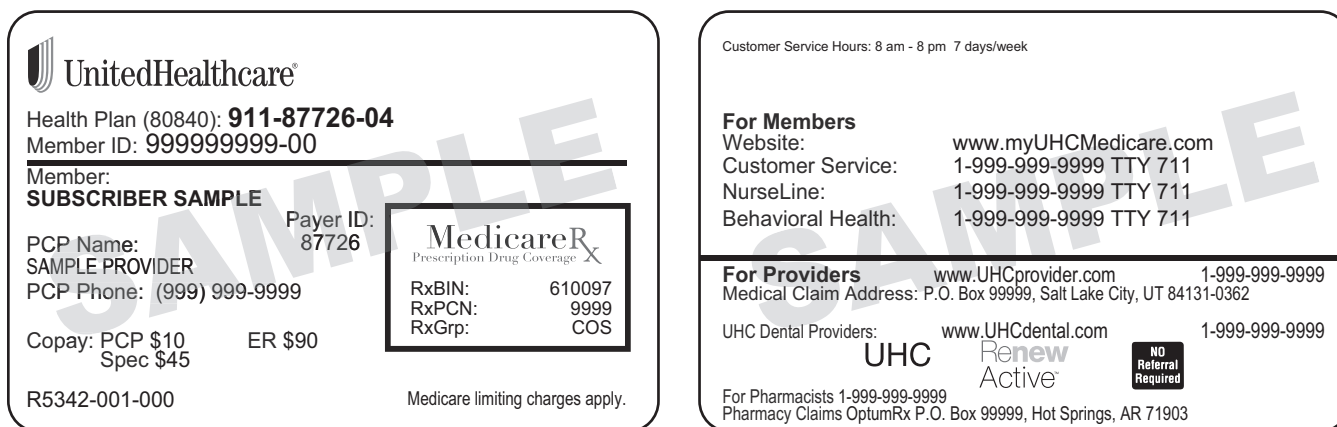 UnitedHealthcare®
Health Plan (80840): 911-87726-04
Member ID: 999999999-00
Member:
SUBSCRIBER SAMPLE
Payer ID:
87726
PCP Name:
SAMPLE PROVIDER
PCP Phone: (999) 999-9999
Copay: PCP $10 ER $90
Spec $45
MedicareRx
Prescription Drug Coverage
RxBIN: 610097
RxPCN: 9999
RxGrp: COS
R5342-001-000
Medicare limiting charges apply.
SAMPLE
Customer Service Hours: 8 am - 8 pm 7 days/week
For Members
Website: www.myUHCMedicare.com
Customer Service: 1-999-999-9999 TTY 711
NurseLine: 1-999-999-9999 TTY 711
Behavioral Health: 1-999-999-9999 TTY 711
For Providers www.UHCprovider.com 1-999-999-9999
Medical Claim Address: P.O. Box 99999, Salt Lake City, UT 84131-0362
UHC Dental Providers: www.UHCdental.com 1-999-999-9999
UHC
Renew
Active™
NO
Referral
Required
For Pharmacists 1-999-999-9999
Pharmacy Claims OptumRx P.O. Box 99999, Hot Springs, AR 71903
SAMPLE